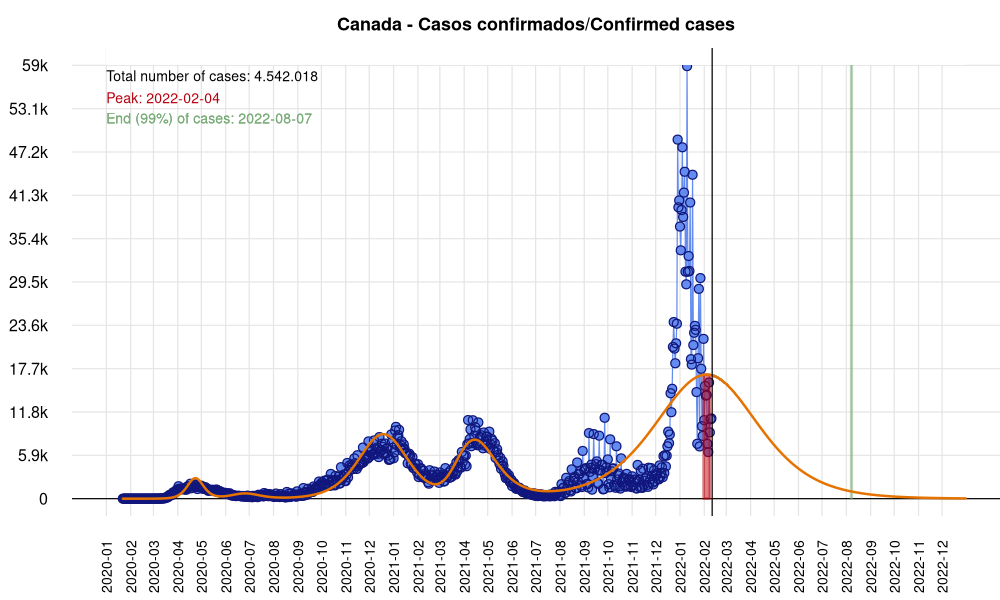 Canada - Casos confirmados/Confirmed cases
Total number of cases: 4.542.018
Peak: 2022-02-04
End (99%) of cases: 2022-08-07
59k
53.1k
47.2k
41.3k
35.4k
29.5k
23.6k
17.7k
11.8k
5.9k
0
2020-01
2020-02
2020-03
2020-04
2020-05
2020-06
2020-07
2020-08
2020-09
2020-10
2020-11
2020-12
2021-01
2021-02
2021-03
2021-04
2021-05
2021-06
2021-07
2021-08
2021-09
2021-10
2021-11
2021-12
2022-01
2022-02
2022-03
2022-04
2022-05
2022-06
2022-07
2022-08
2022-09
2022-10
2022-11
2022-12